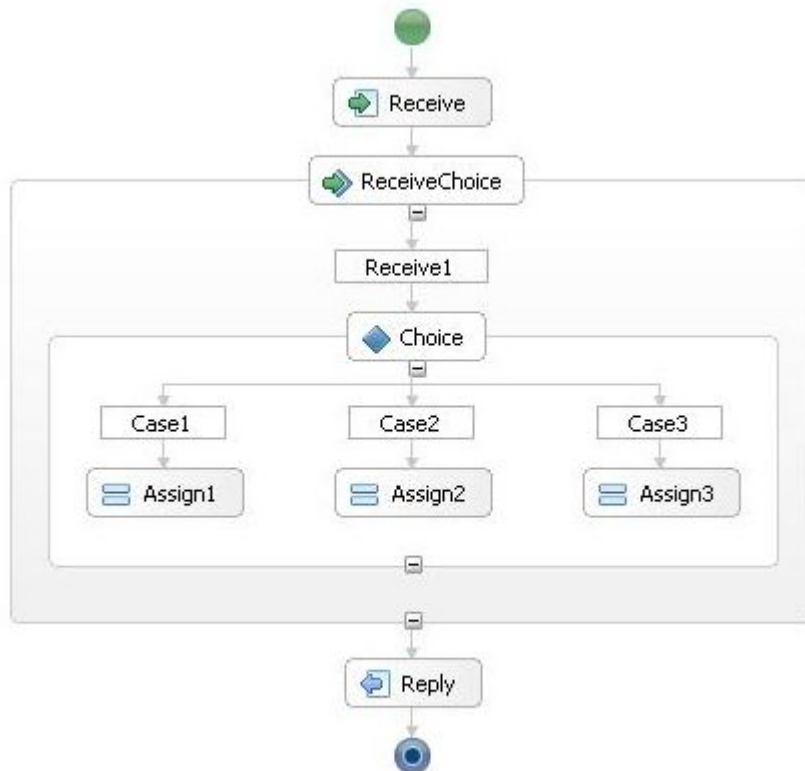 Receive
ReceiveChoice
Receive1
Choice
Case1 Case2 Case3
Assign1 Assign2 Assign3
Reply